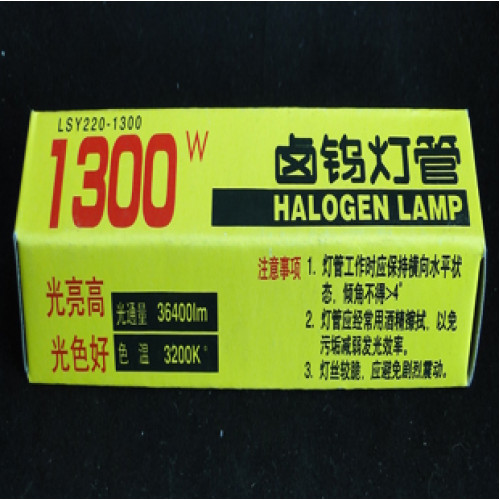 LSY220-1300
1300W
卤钨灯管
HALOGEN LAMP
光亮高
光色好
光通量 36400lm
色温 3200K°
注意事项 1. 灯管工作时应保持横向水平状
态，倾角不得>4°
2. 灯管应经常用酒精擦拭，以免
污垢减弱发光效率。
3. 灯丝较脆，应避免剧烈震动。